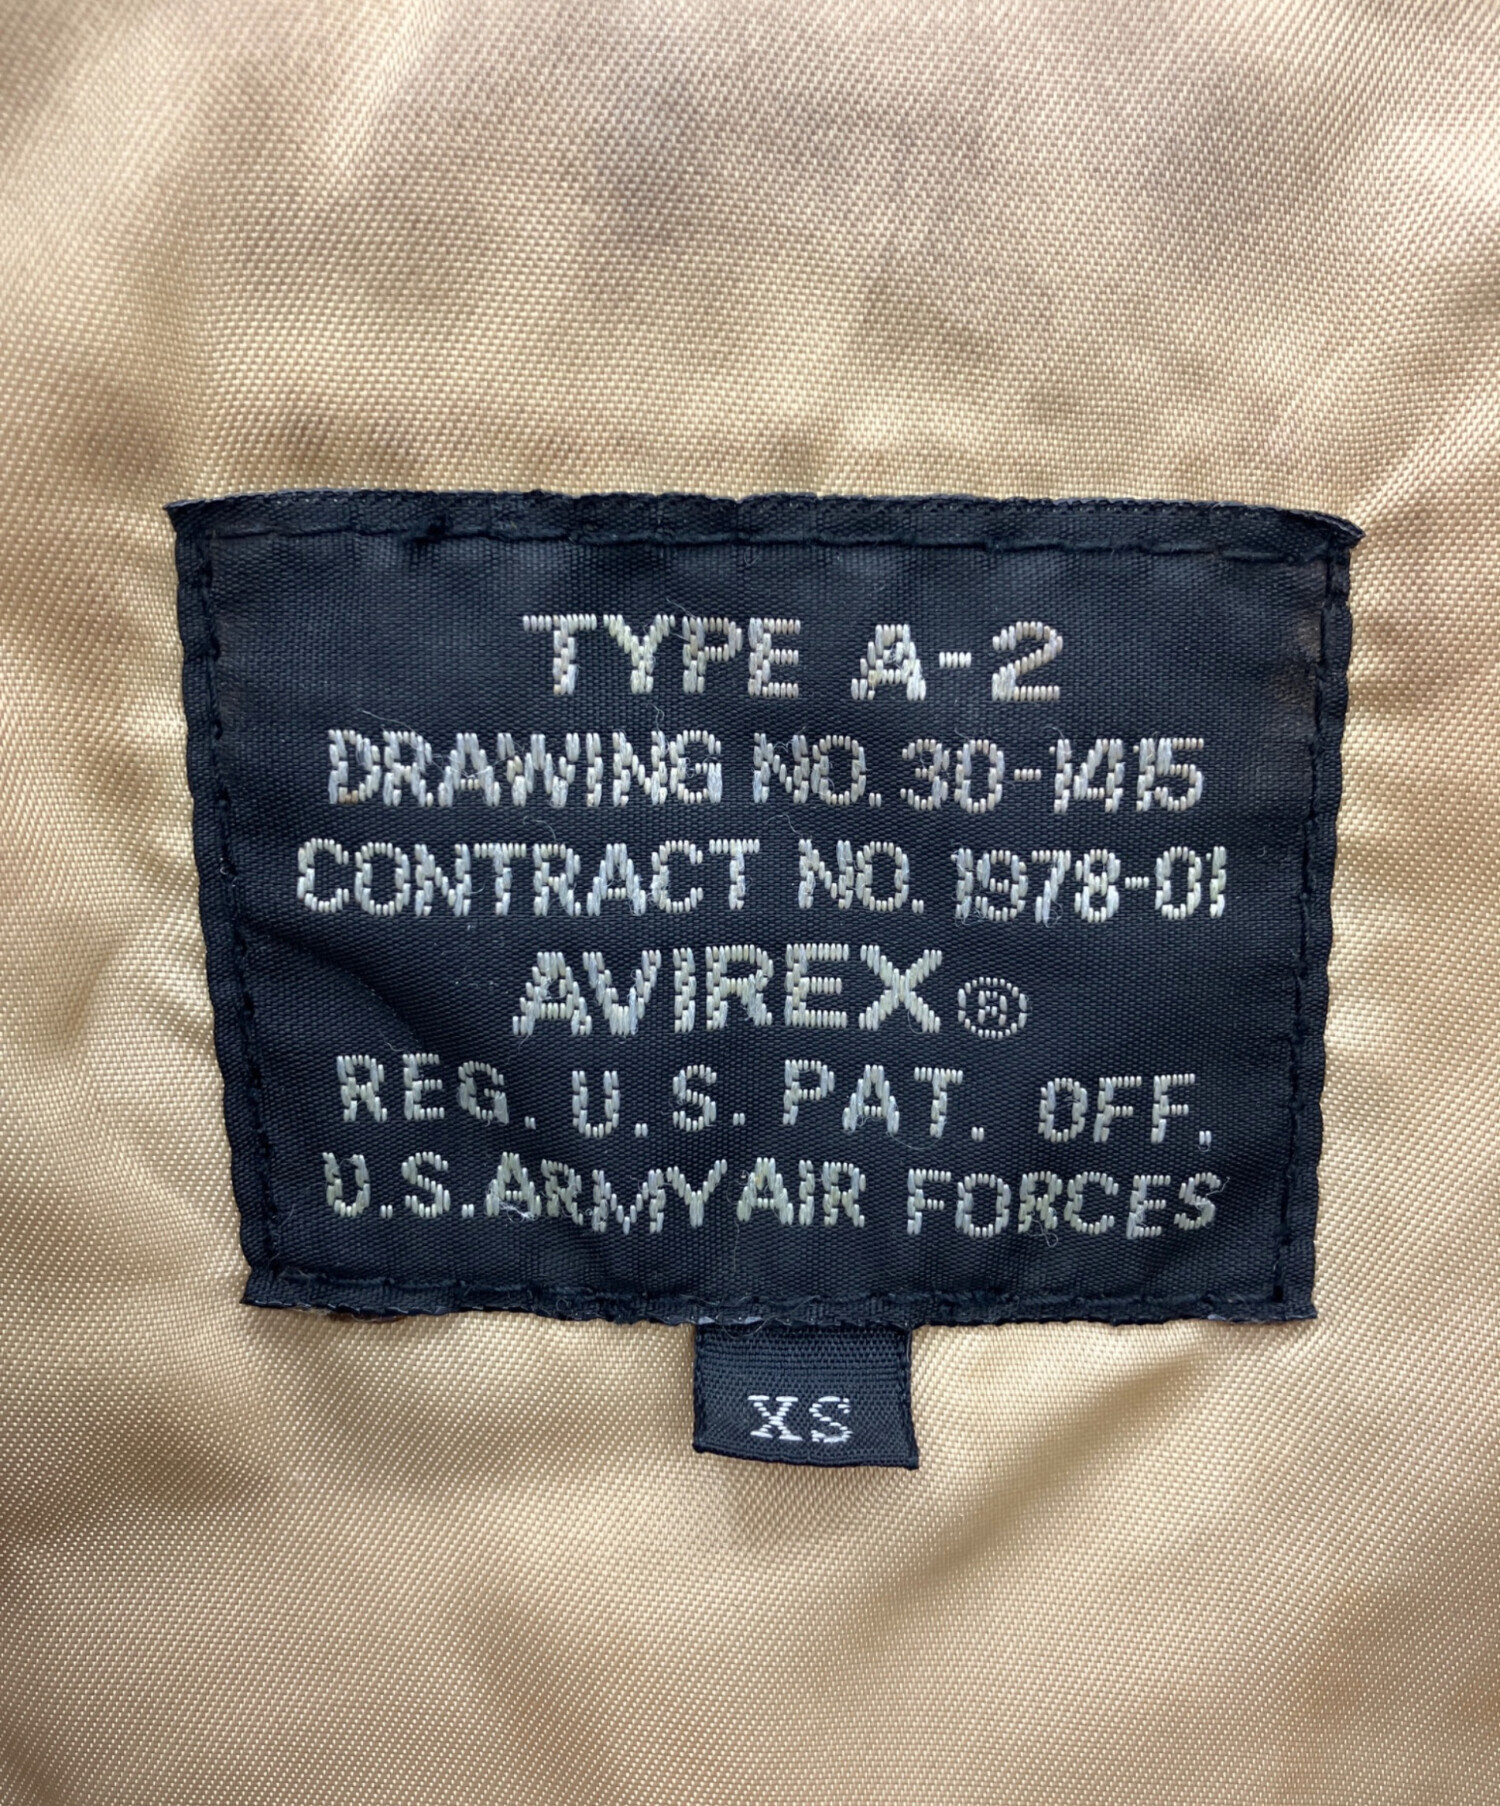 TYPE A-2
DRAWING NO. 30-1415
CONTRACT NO. 1978-01
AVIREX®
REG. U.S. PAT. OFF.
U.S. ARMY AIR FORCES
XS